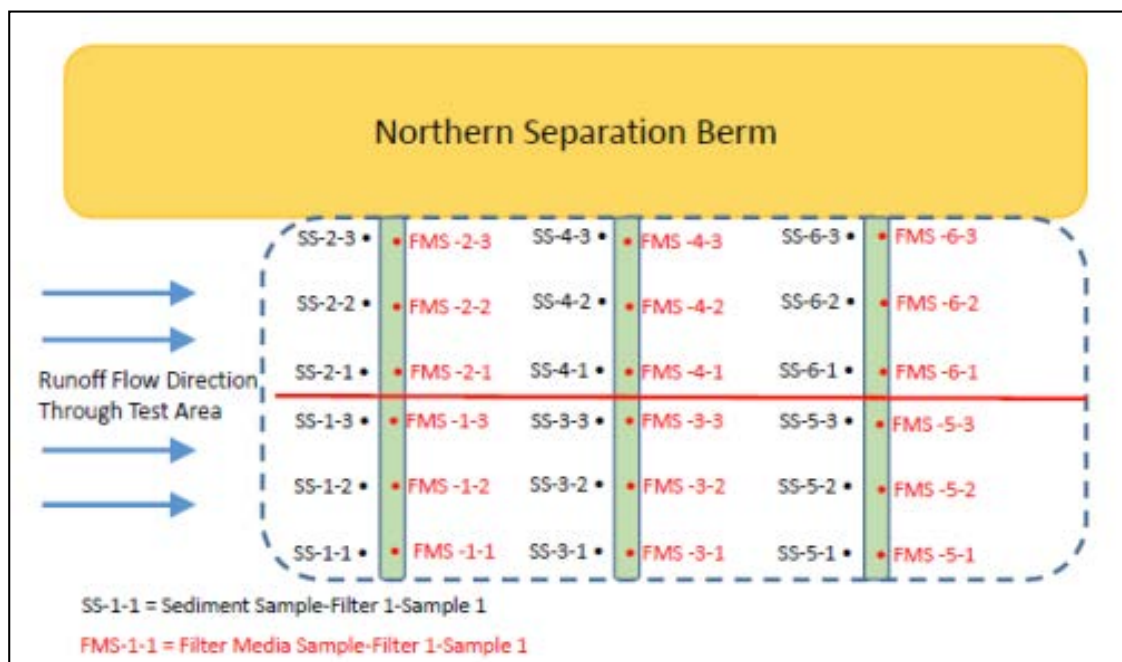 Northern Separation Berm
SS-2-3 FMS -2-3 SS-4-3 FMS -4-3 SS-6-3 FMS -6-3
SS-2-2 FMS -2-2 SS-4-2 FMS -4-2 SS-6-2 FMS -6-2
SS-2-1 FMS -2-1 SS-4-1 FMS -4-1 SS-6-1 FMS -6-1
Runoff Flow Direction
Through Test Area
SS-1-3 FMS -1-3 SS-3-3 FMS -3-3 SS-5-3 FMS -5-3
SS-1-2 FMS -1-2 SS-3-2 FMS -3-2 SS-5-2 FMS -5-2
SS-1-1 FMS -1-1 SS-3-1 FMS -3-1 SS-5-1 FMS -5-1
SS-1-1 = Sediment Sample-Filter 1-Sample 1
FMS-1-1 = Filter Media Sample-Filter 1-Sample 1